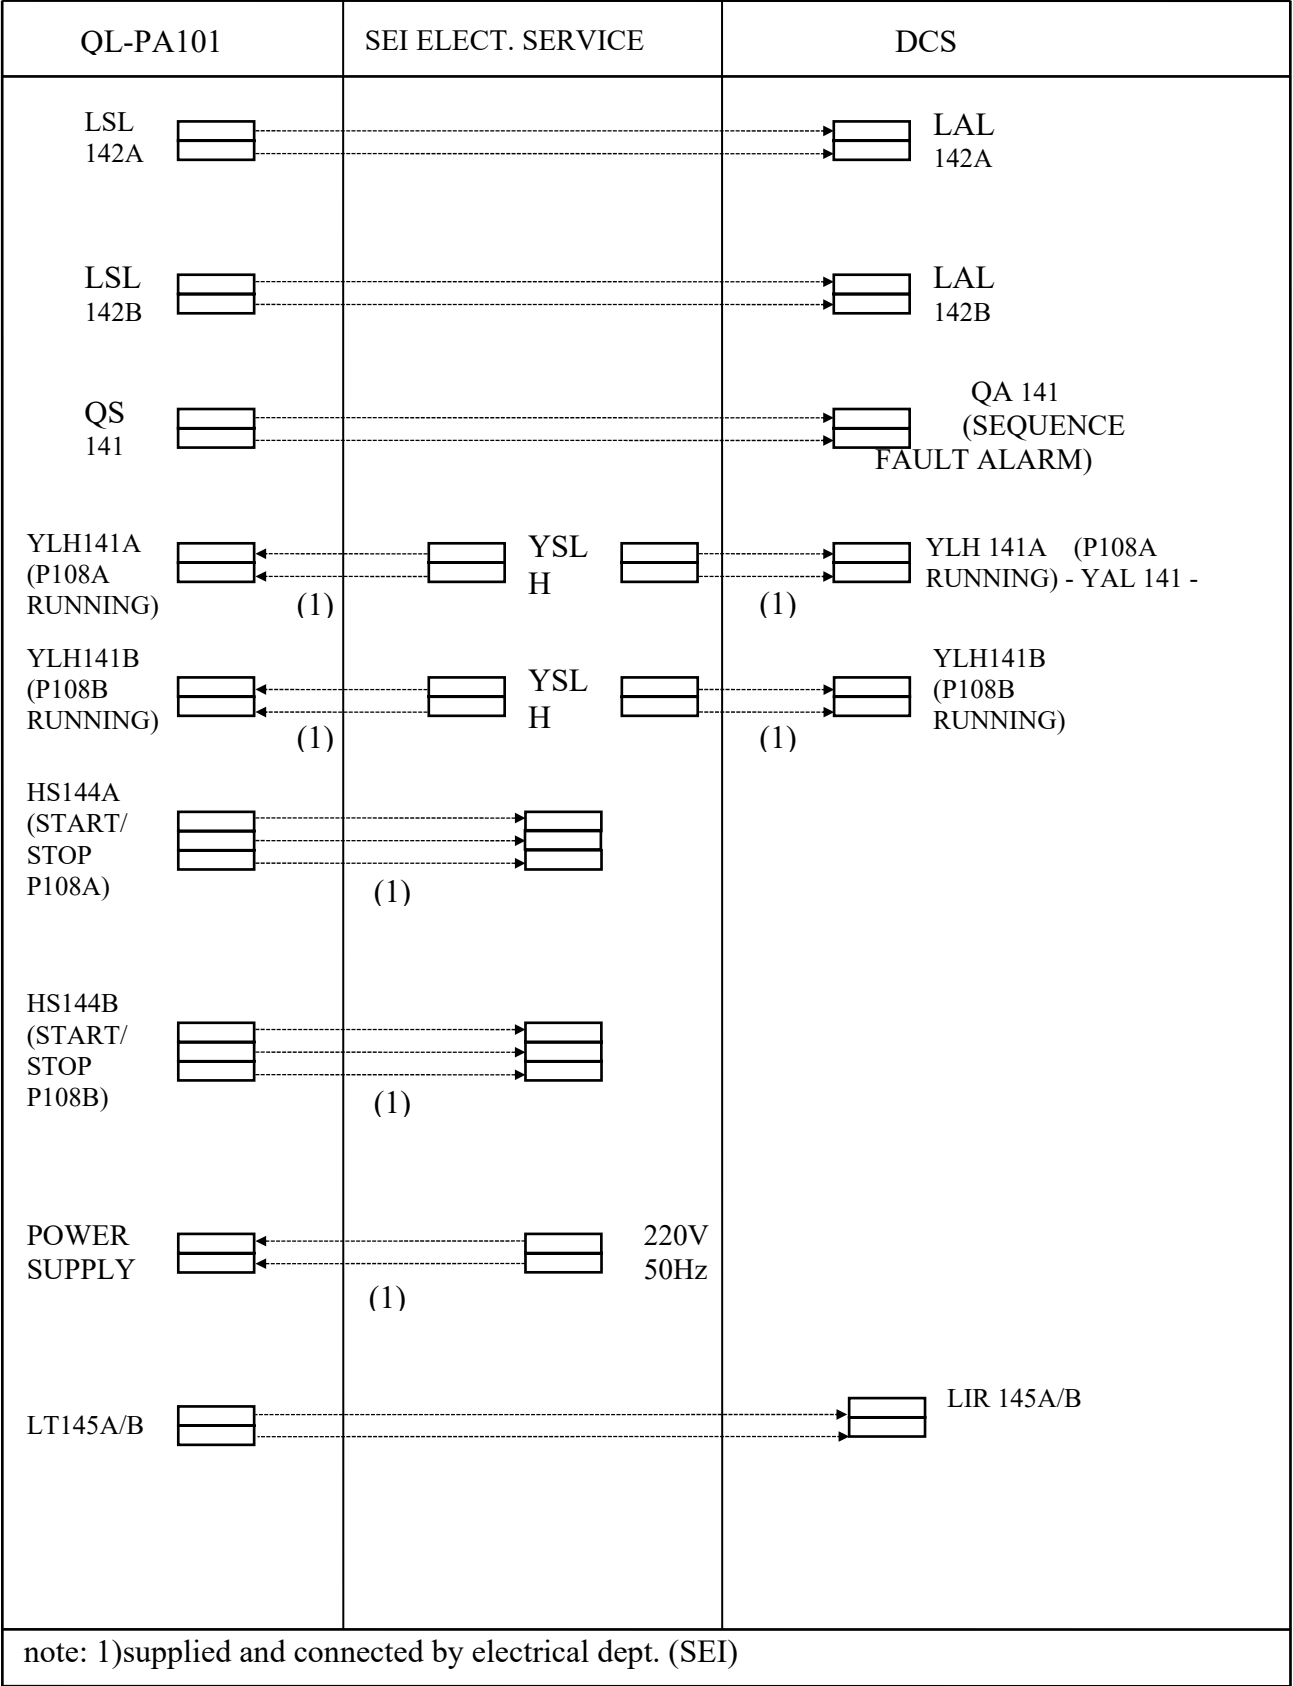 QL-PA101
SEI ELECT. SERVICE
DCS
LSL
142A
LAL
142A
LSL
142B
LAL
142B
QS
141
QA 141
(SEQUENCE
FAULT ALARM)
YLH141A
(P108A
RUNNING)
(1)
YSL
H
(1)
YLH 141A (P108A
RUNNING) - YAL 141 -
YLH141B
(P108B
RUNNING)
(1)
YSL
H
(1)
YLH141B
(P108B
RUNNING)
HS144A
(START/
STOP
P108A)
(1)
HS144B
(START/
STOP
P108B)
(1)
POWER
SUPPLY
(1)
220V
50Hz
LT145A/B
LIR 145A/B
note: 1)supplied and connected by electrical dept. (SEI)